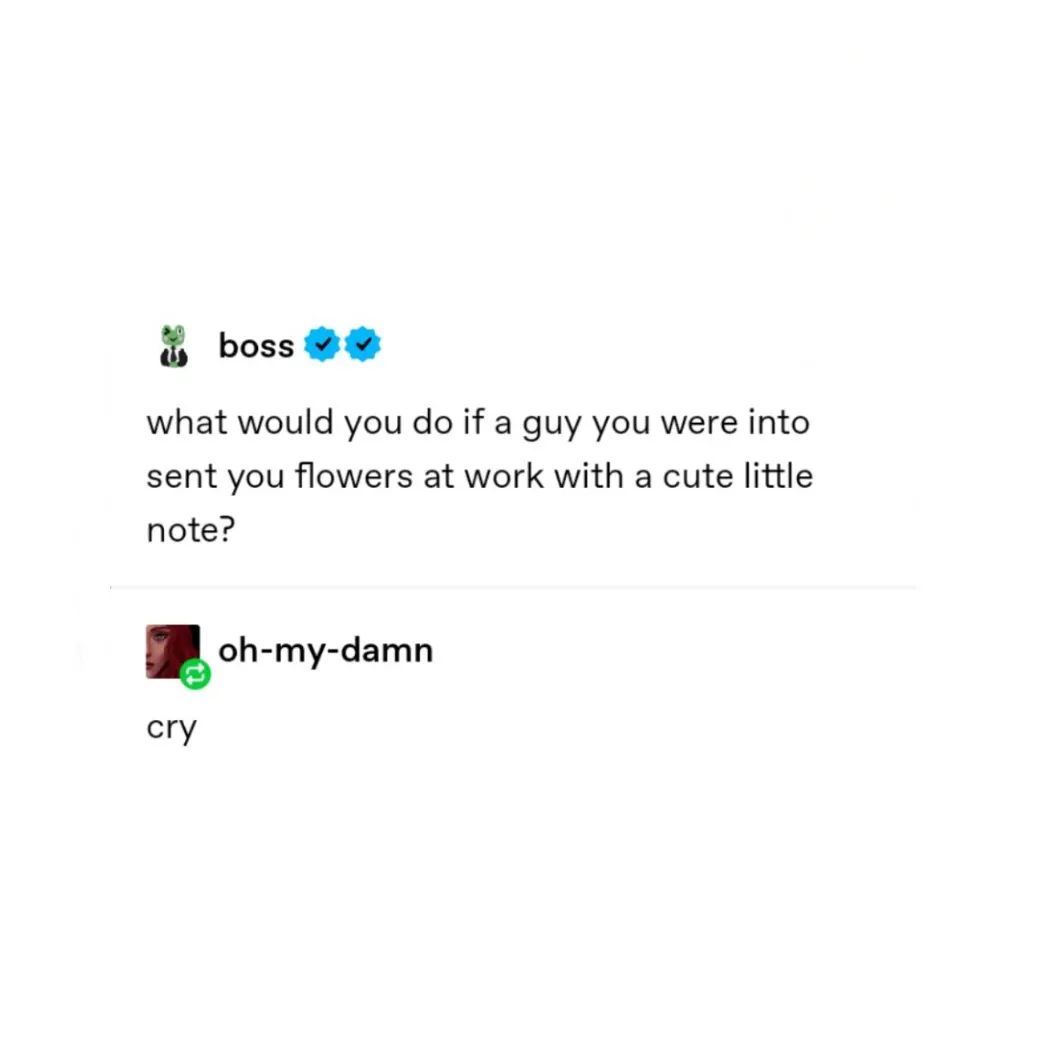 boss
what would you do if a guy you were into
sent you flowers at work with a cute little
note?
oh-my-damn
cry